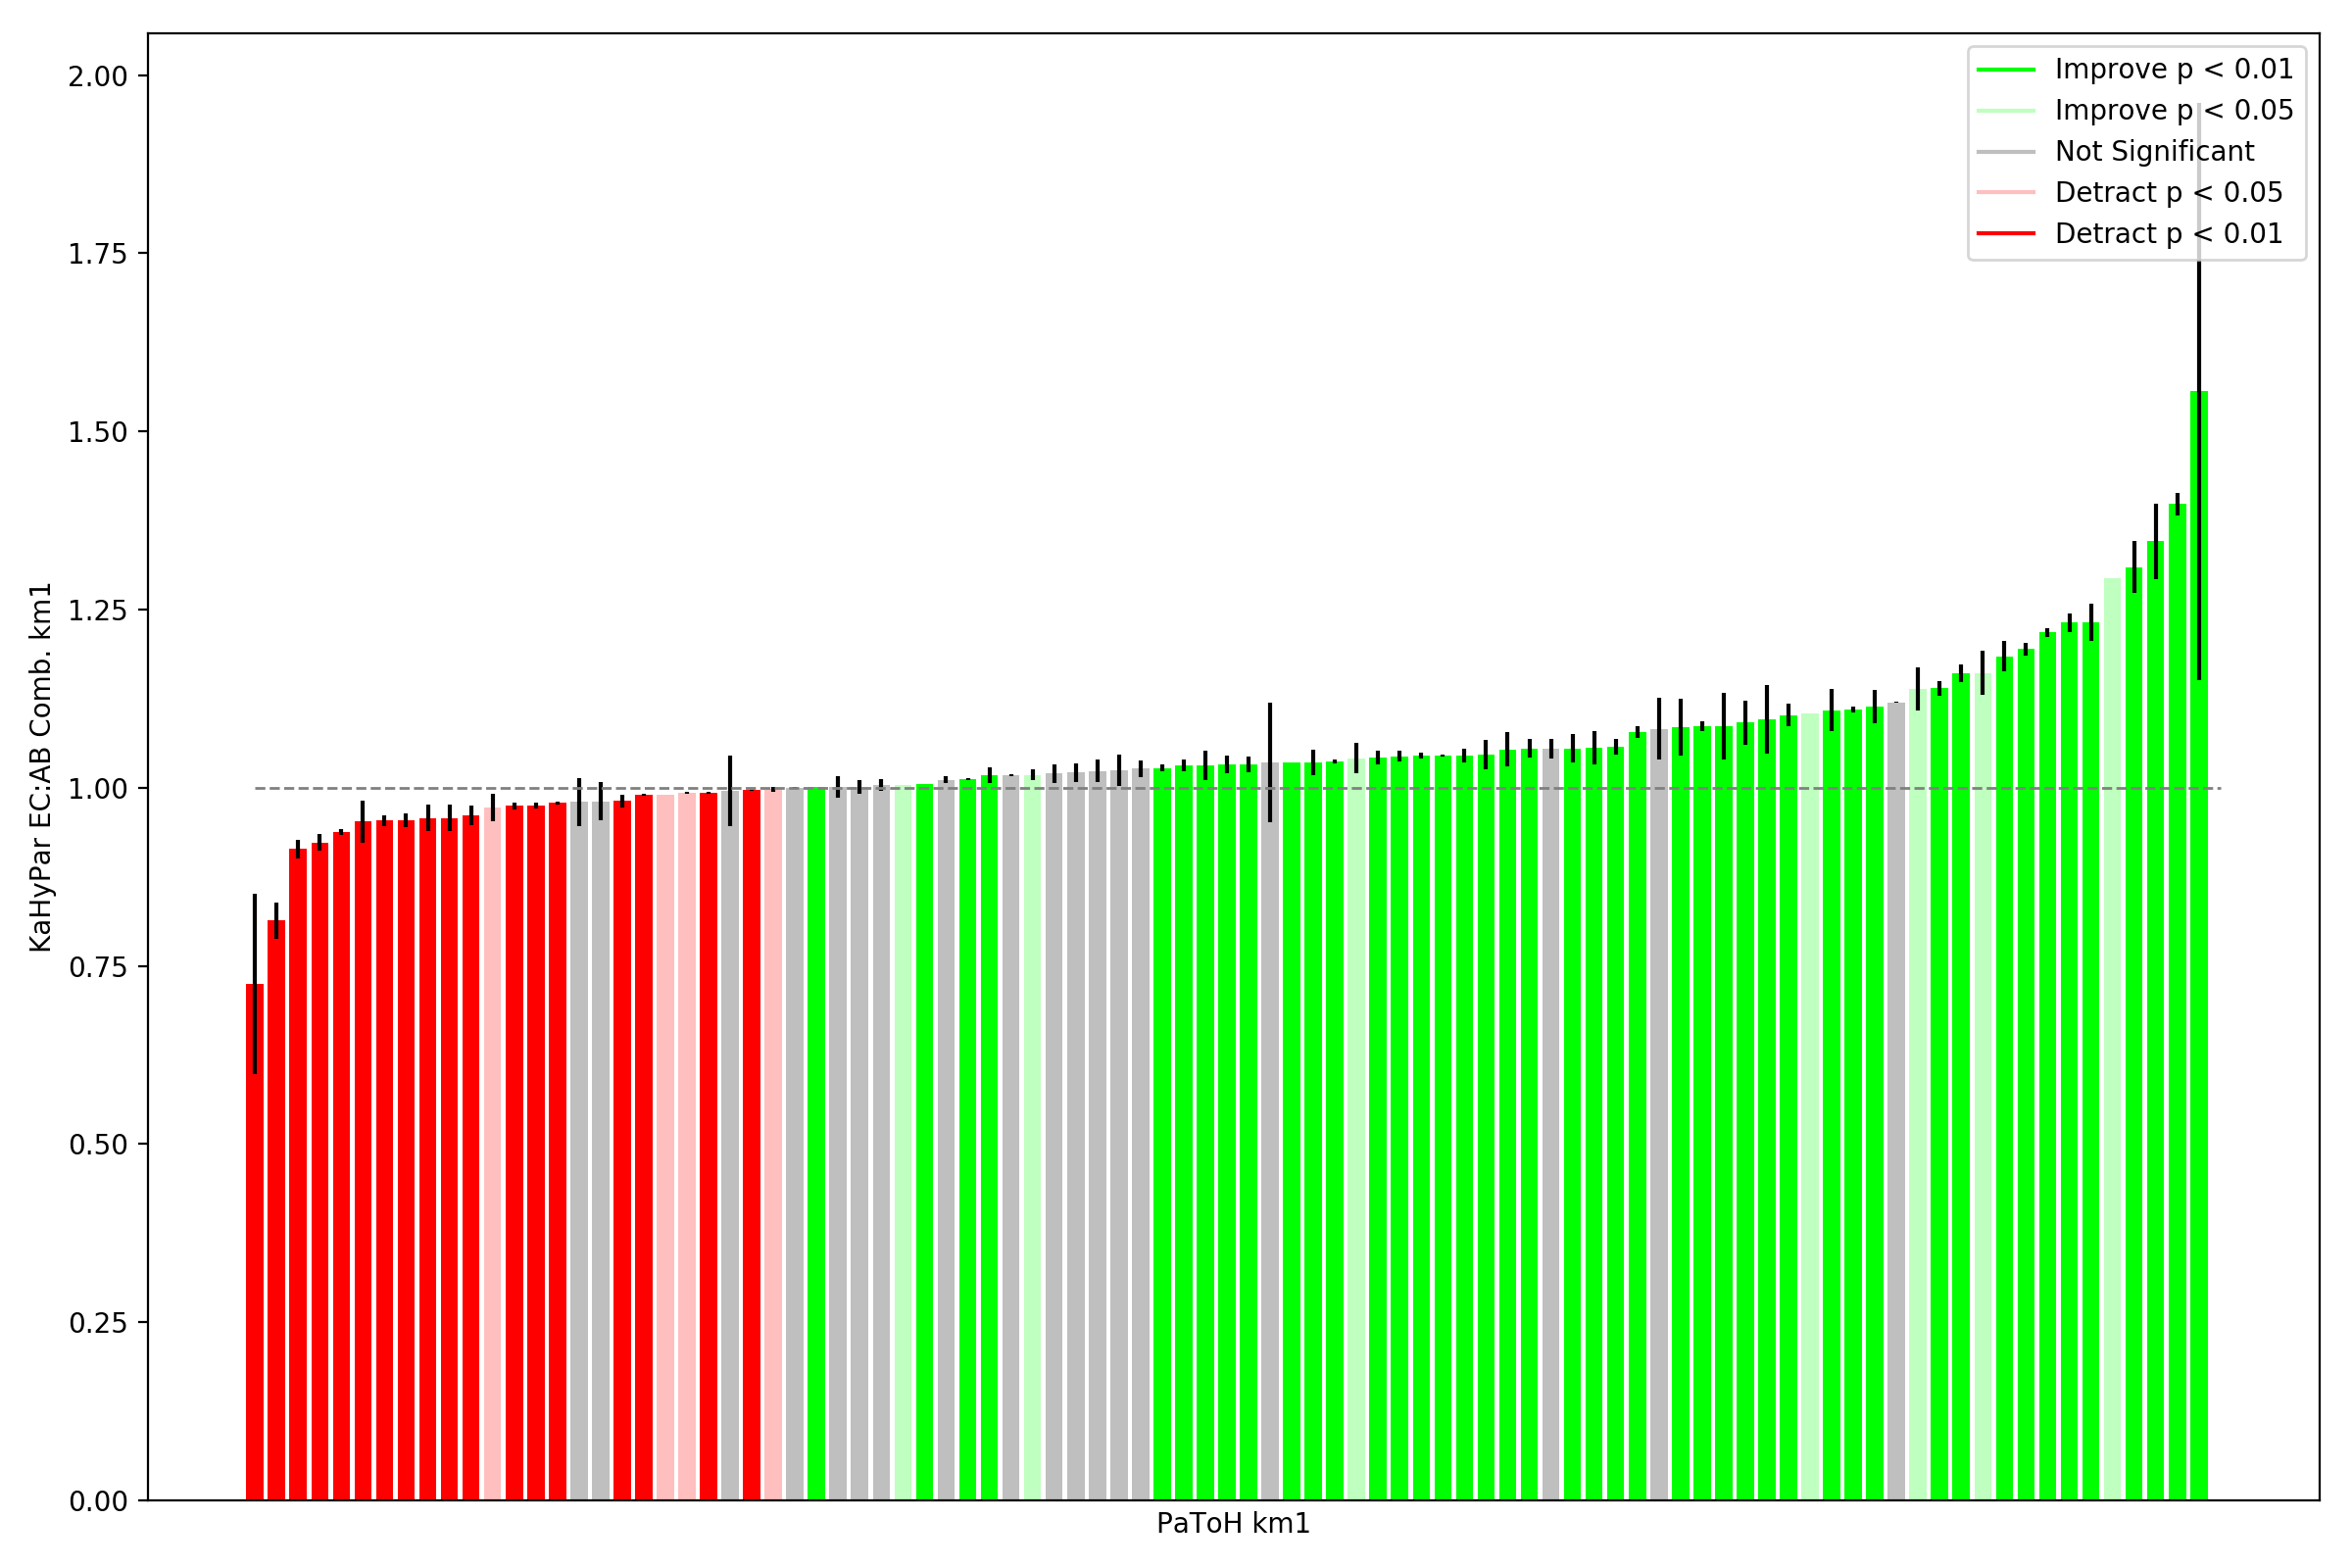 2.00
1.75
1.50
1.25
1.00
0.75
0.50
0.25
0.00
KaHyPar EC:AB Comb. km1
PaToH km1
Improve p < 0.01
Improve p < 0.05
Not Significant
Detract p < 0.05
Detract p < 0.01